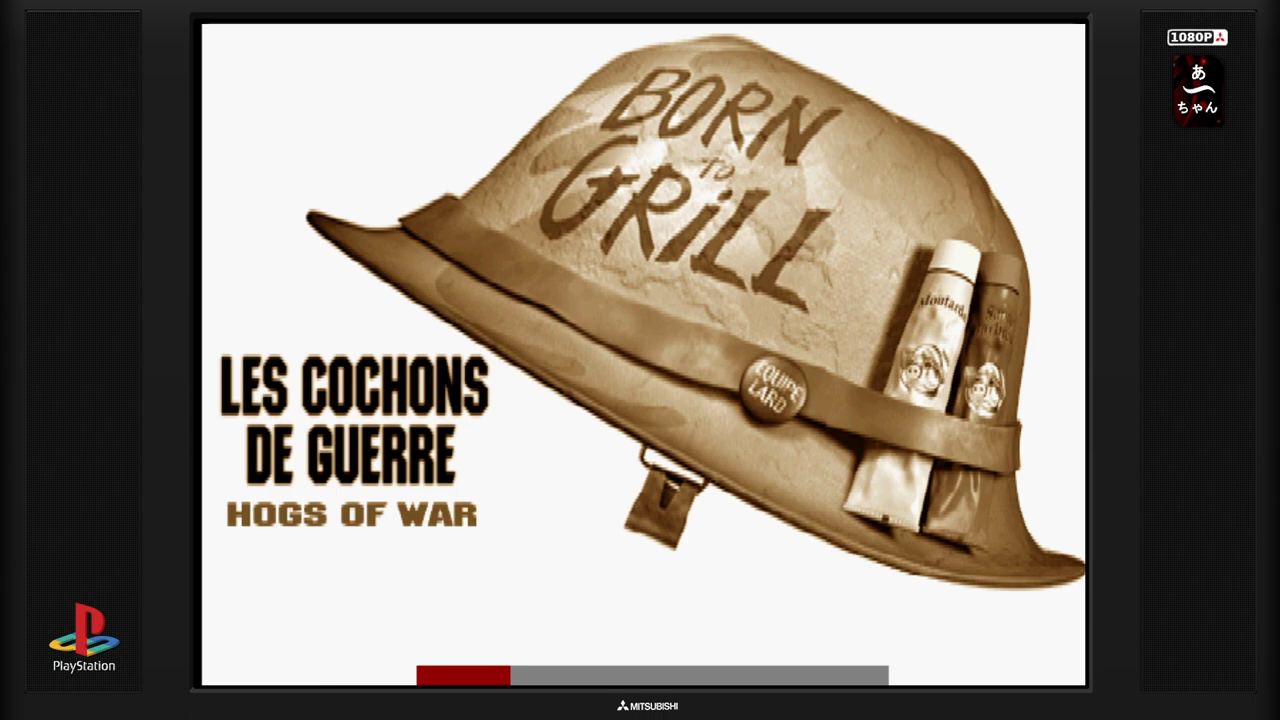 1080P
あ
ー
ちゃん
BORN
TO
GRILL
Moutarde
EQUIPE
LARD
LES COCHONS
DE GUERRE
HOGS OF WAR
PlayStation
MITSUBISHI